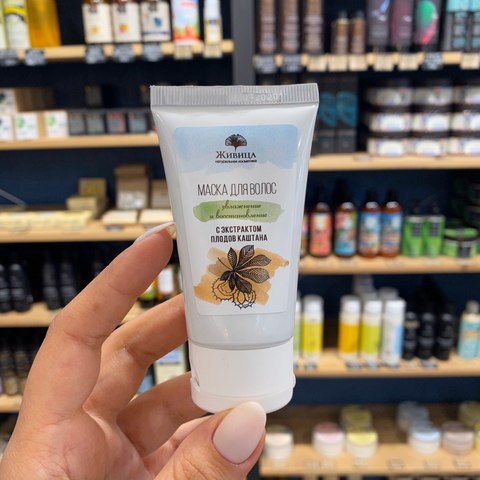 Живица
натуральная косметика
Маска для волос
увлажнение
и восстановление
с экстрактом
плодов каштана